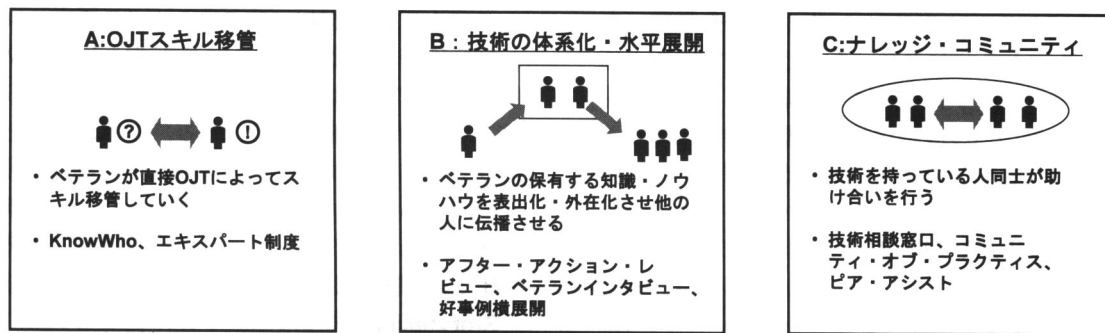 A:OJTスキル移管
? !
・ ベテランが直接OJTによってス
キル移管していく
・ KnowWho、エキスパート制度
B：技術の体系化・水平展開
・ ベテランの保有する知識・ノウ
ハウを表出化・外在化させ他の
人に伝播させる
・ アフター・アクション・レ
ビュー、ベテランインタビュー、
好事例横展開
C:ナレッジ・コミュニティ
・ 技術を持っている人同士が助
け合いを行う
・ 技術相談窓口、コミュニ
ティ・オブ・プラクティス、
ピア・アシスト